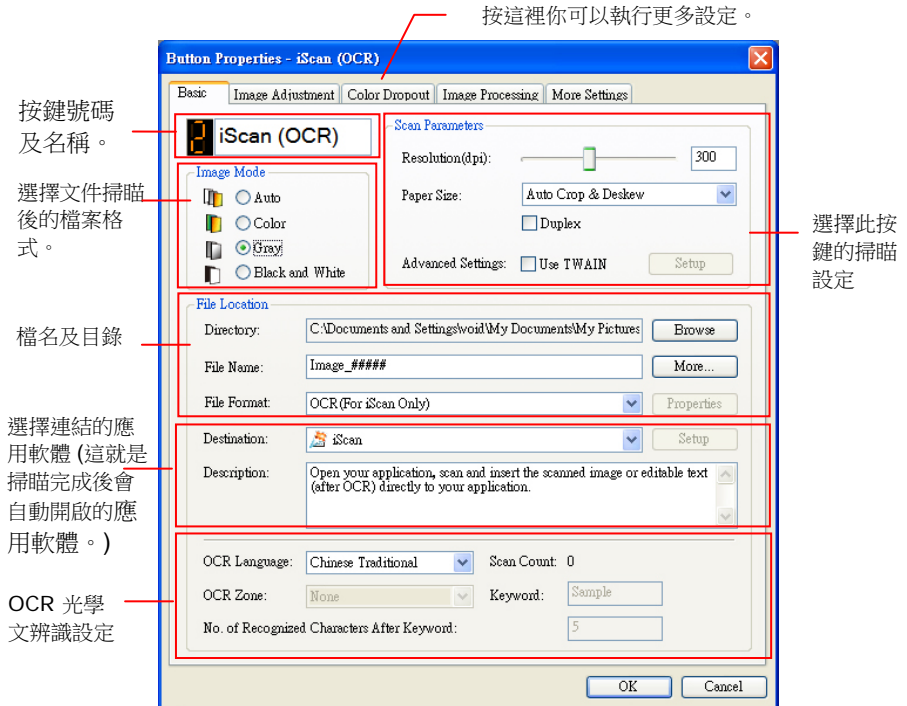 按這裡你可以執行更多設定。
Button Properties - iScan (OCR)
Basic Image Adjustment Color Dropout Image Processing More Settings
按鍵號碼
及名稱。
2 iScan (OCR)
選擇文件掃瞄
後的檔案格
式。
Image Mode
Auto
Color
Gray
Black and White
Scan Parameters
Resolution(dpi): 300
Paper Size: Auto Crop & Deskew
Duplex
Advanced Settings: Use TWAIN Setup
選擇此按
鍵的掃瞄
設定
檔名及目錄
File Location
Directory: C:\Documents and Settings\void\My Documents\My Pictures Browse
File Name: Image_##### More...
File Format: OCR(For iScan Only) Properties
選擇連結的應
用軟體 (這就是
掃瞄完成後會
自動開啟的應
用軟體。)
Destination: iScan Setup
Description: Open your application, scan and insert the scanned image or editable text
(after OCR) directly to your application.
OCR 光學
文辨識設定
OCR Language: Chinese Traditional Scan Count: 0
OCR Zone: None Keyword: Sample
No. of Recognized Characters After Keyword: 5
OK Cancel